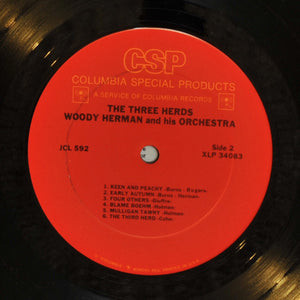 CSP
COLUMBIA SPECIAL PRODUCTS
A SERVICE OF COLUMBIA RECORDS
THE THREE HERDS
WOODY HERMAN and his ORCHESTRA
JCL 592
Side 2
XLP 34083
1. KEEN AND PEACHY -Burns - Rogers-
2. EARLY AUTUMN -Burns - Herman-
3. FOUR OTHERS -Giuffre-
4. BLAME BOEHM -Holman-
5. MULLIGAN TAWNY -Holman-
6. THE THIRD HERD -Cohn-